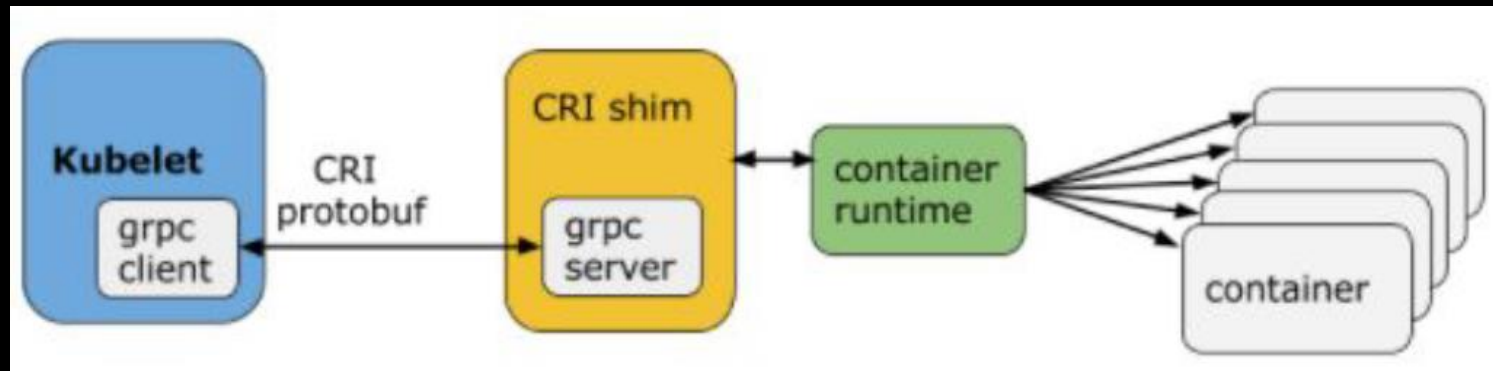 Kubelet
grpc
client
CRI
protobuf
CRI shim
grpc
server
container
runtime
container